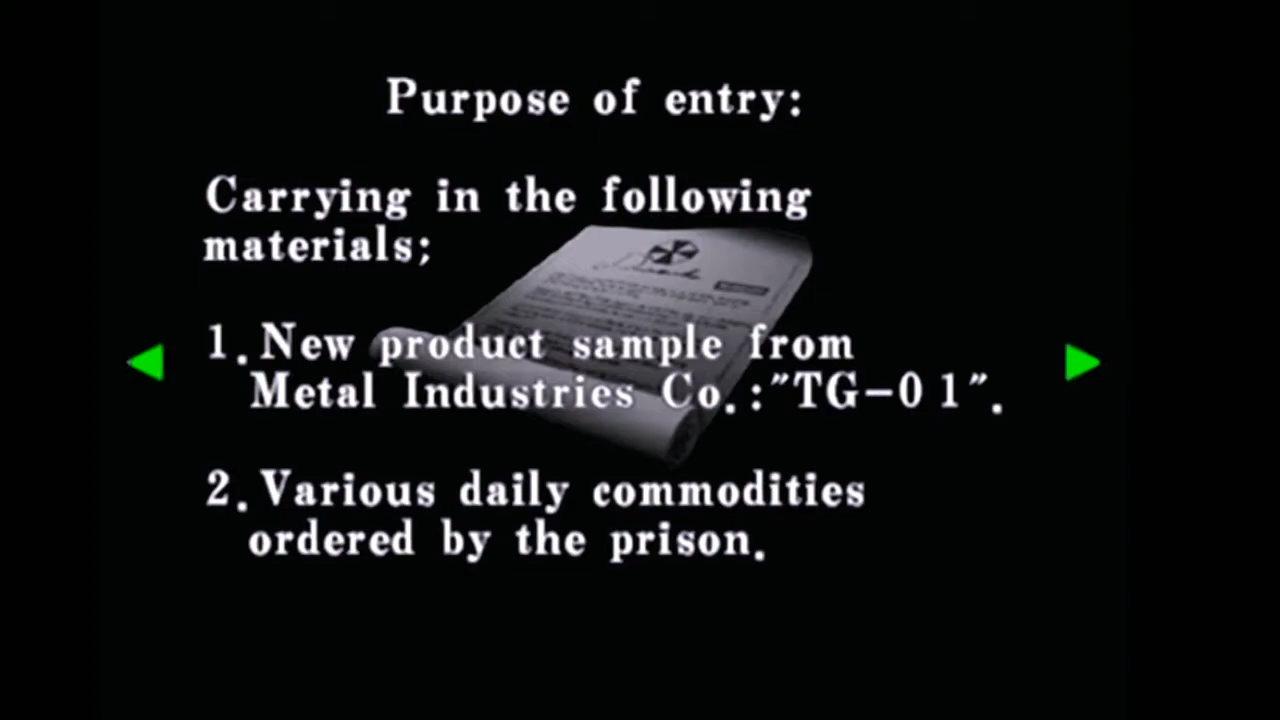 Purpose of entry:
Carrying in the following
materials;
1.New product sample from
Metal Industries Co.:"TG-01".
2.Various daily commodities
ordered by the prison.